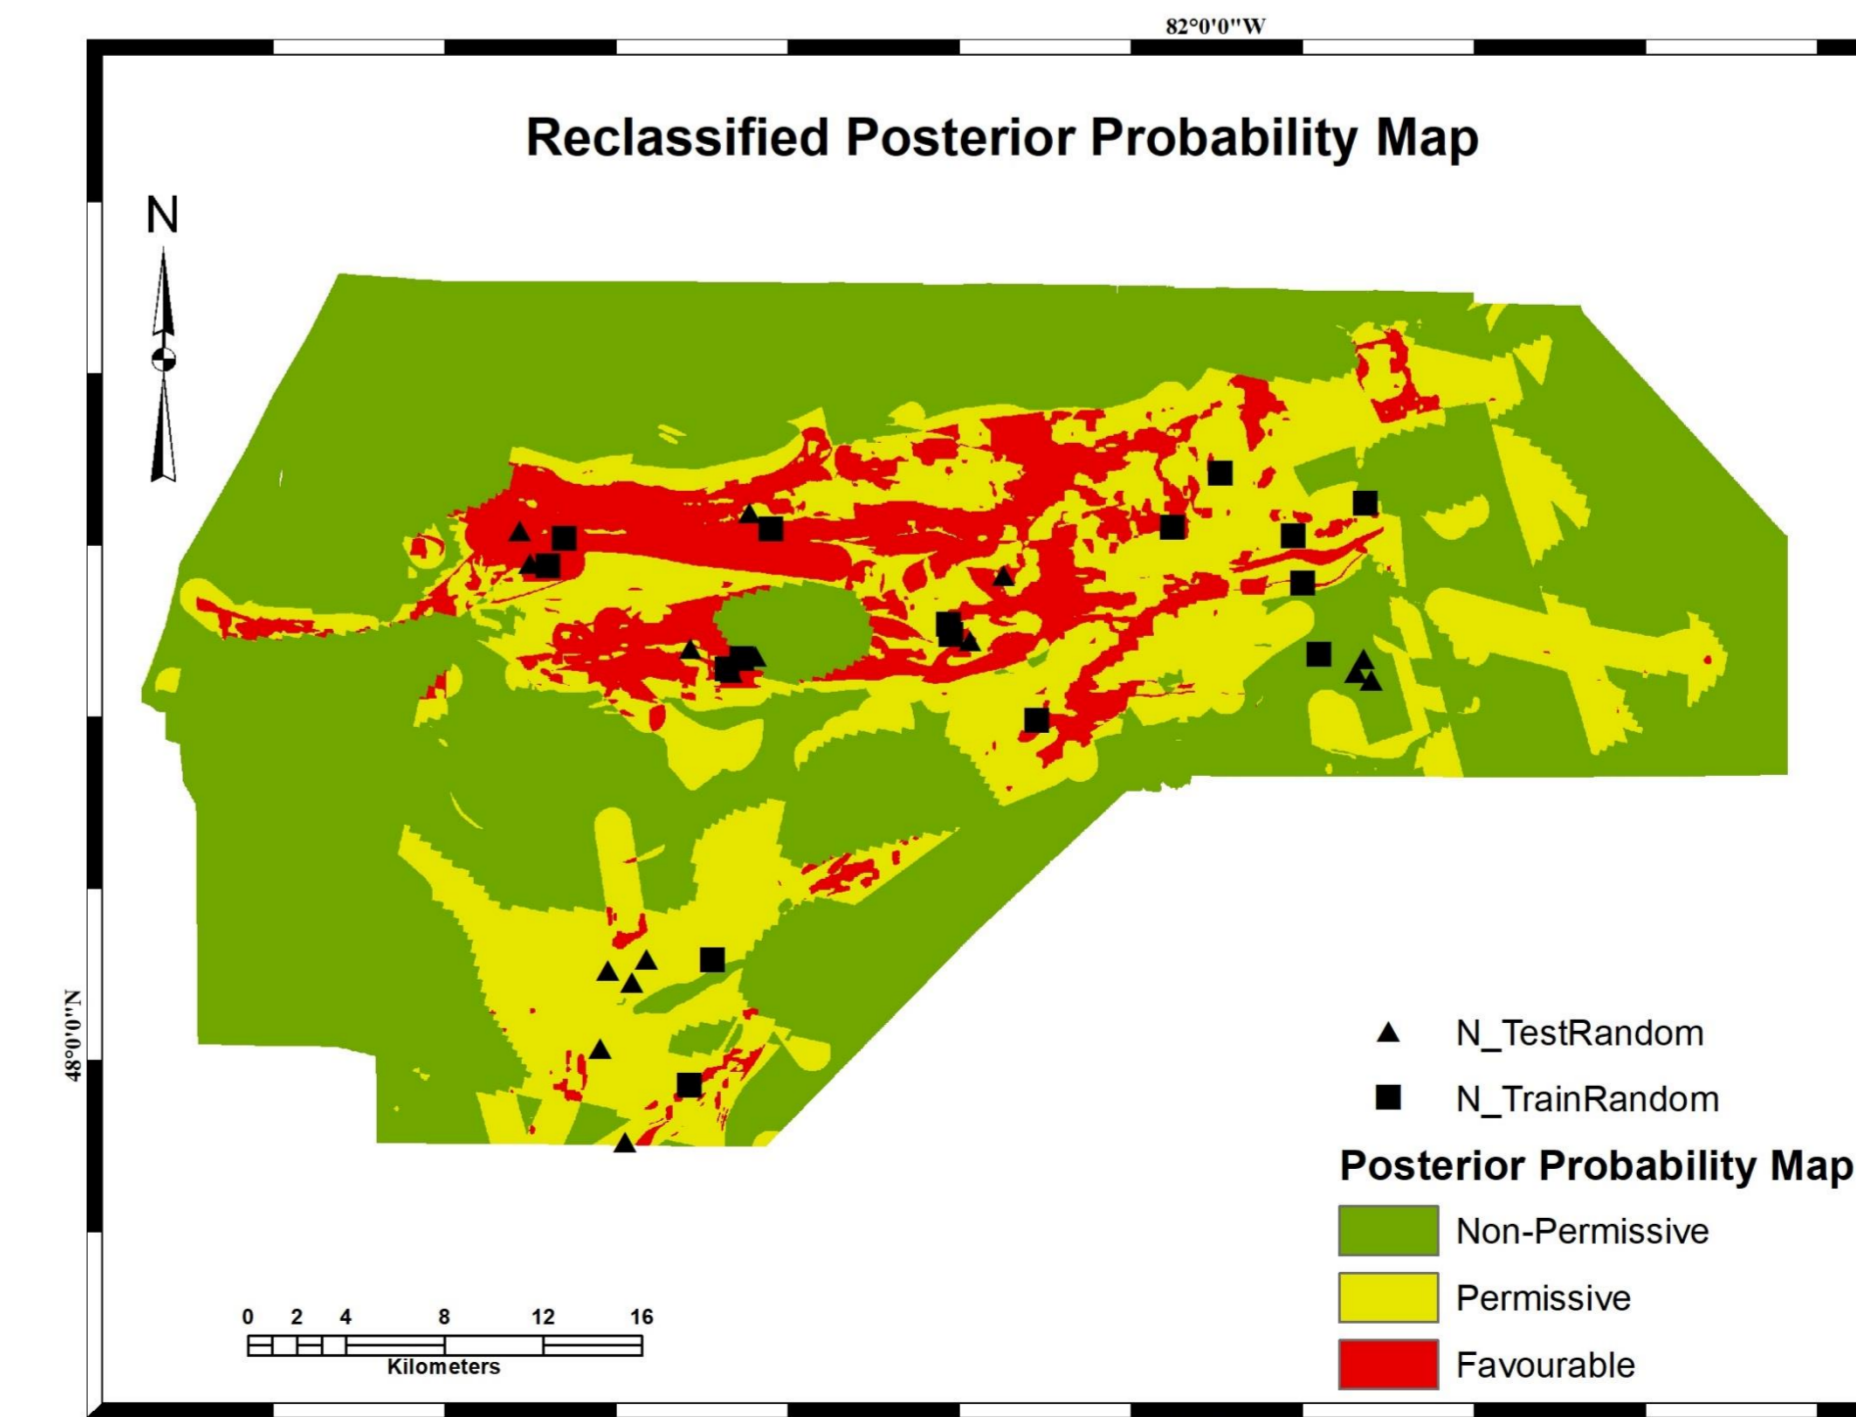 82°0'0"W
Reclassified Posterior Probability Map
N
48°0'0"N
N_TestRandom
N_TrainRandom
Posterior Probability Map
Non-Permissive
Permissive
Favourable
0 2 4 8 12 16
Kilometers